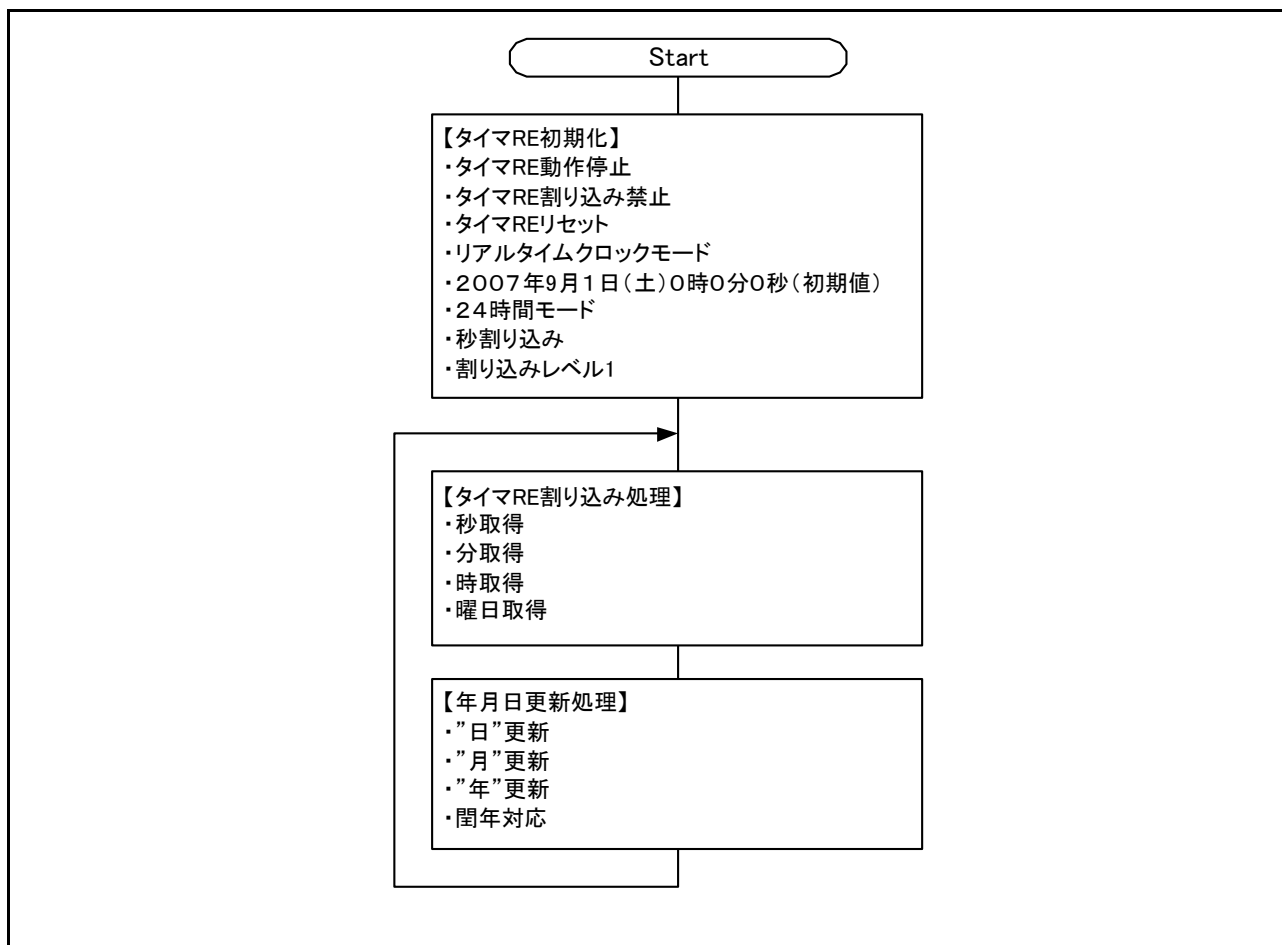 Start
【タイマRE初期化】
・タイマRE動作停止
・タイマRE割り込み禁止
・タイマREリセット
・リアルタイムクロックモード
・２００７年9月１日（土）０時０分０秒（初期値）
・２４時間モード
・秒割り込み
・割り込みレベル1
【タイマRE割り込み処理】
・秒取得
・分取得
・時取得
・曜日取得
【年月日更新処理】
・”日”更新
・”月”更新
・”年”更新
・閏年対応